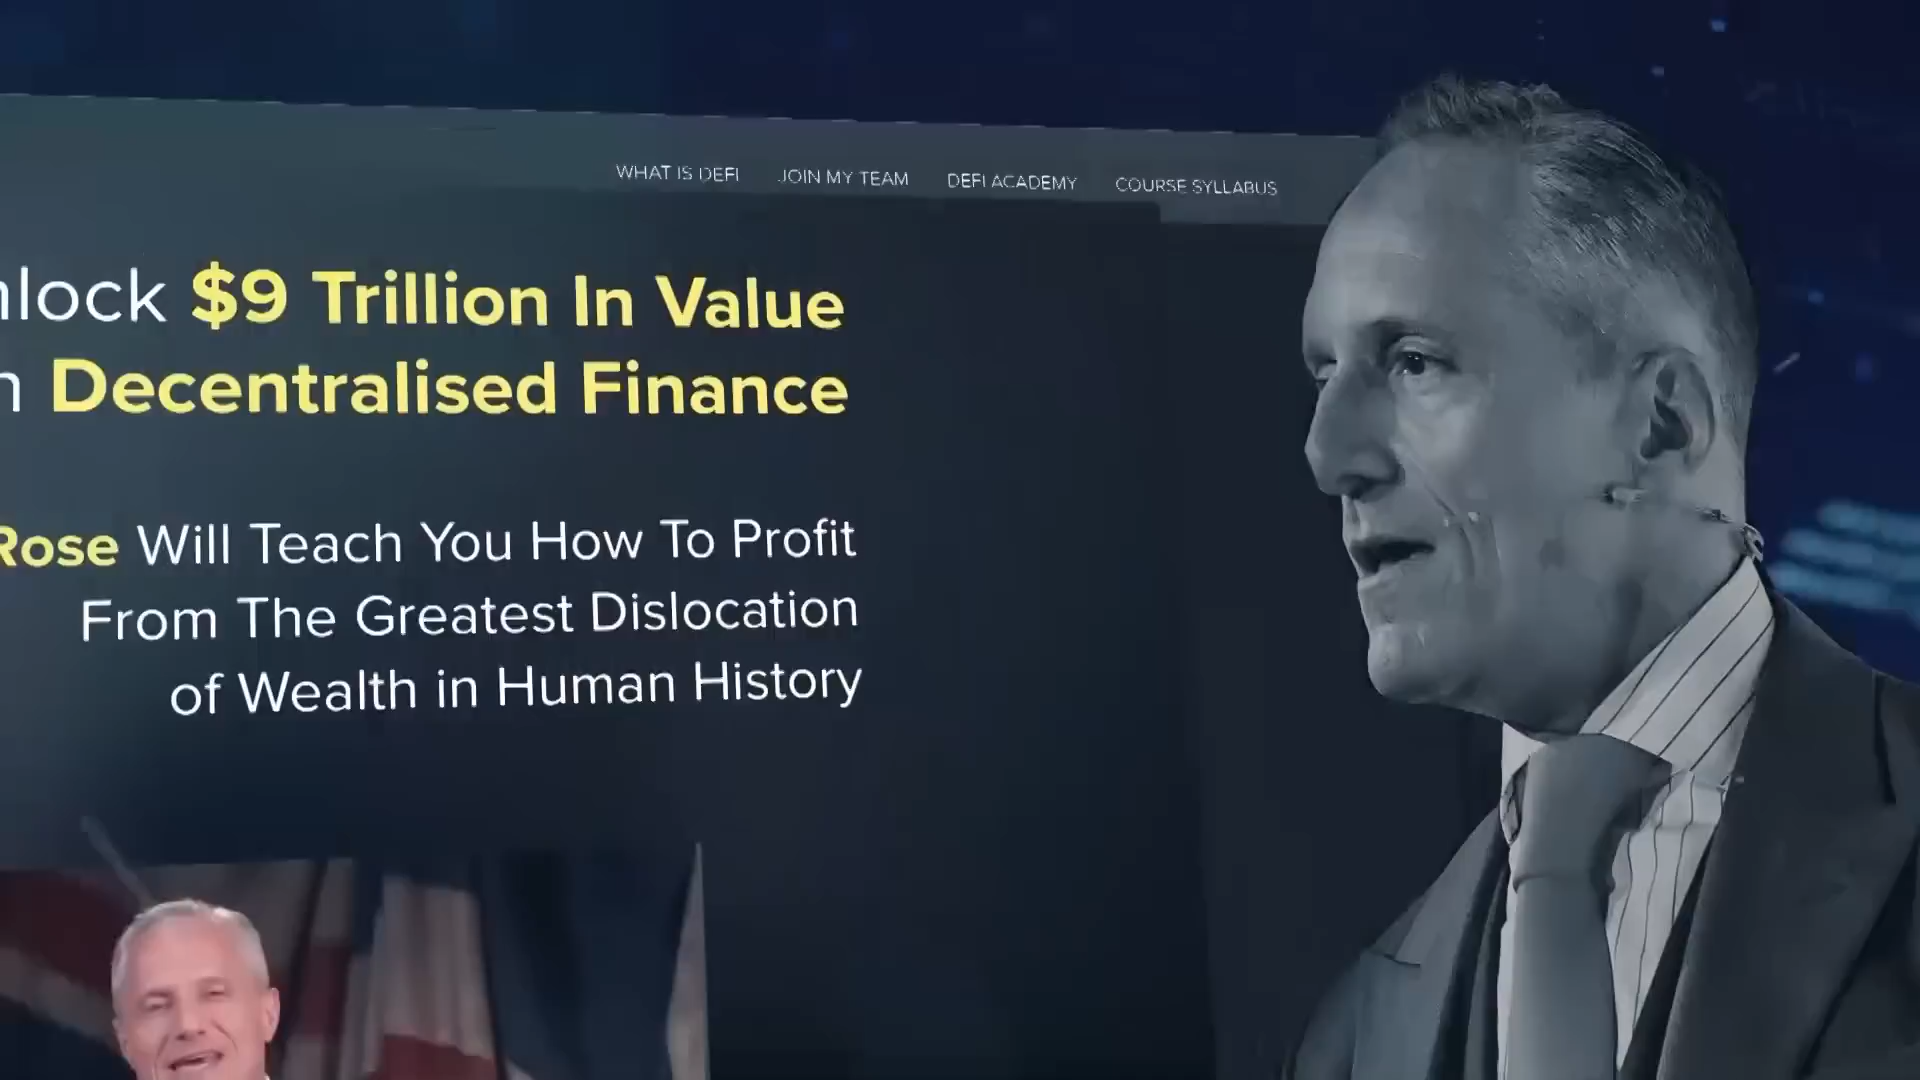 WHAT IS DEFI JOIN MY TEAM DEFI ACADEMY COURSE SYLLABUS
nlock $9 Trillion In Value
n Decentralised Finance
Rose Will Teach You How To Profit
From The Greatest Dislocation
of Wealth in Human History